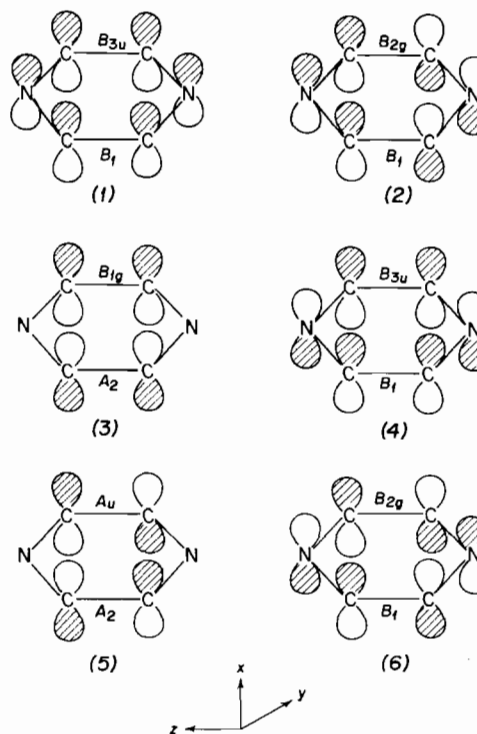 C B3u C
N N
C B1 C
(1)
C B2g C
N N
C B1 C
(2)
C B1g C
N N
C A2 C
(3)
C B3u C
N N
C B1 C
(4)
C Au C
N N
C A2 C
(5)
C B2g C
N N
C B1 C
(6)
x
y
z